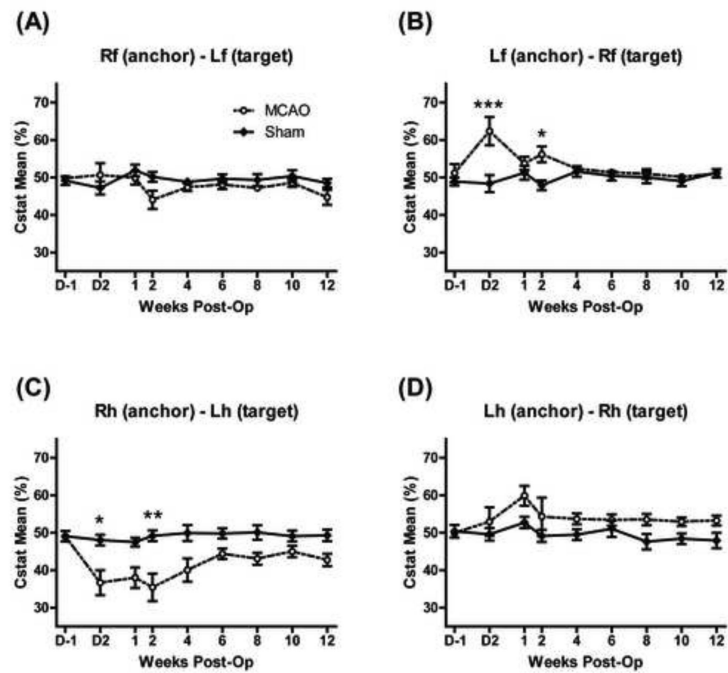 (A)
Rf (anchor) - Lf (target)
Cstat Mean (%)
70
60
50
40
30
MCAO
Sham
D-1 D2 1 2 4 6 8 10 12
Weeks Post-Op
(B)
Lf (anchor) - Rf (target)
Cstat Mean (%)
70
60
50
40
30
***
*
D-1 D2 1 2 4 6 8 10 12
Weeks Post-Op
(C)
Rh (anchor) - Lh (target)
Cstat Mean (%)
70
60
50
40
30
*
**
D-1 D2 1 2 4 6 8 10 12
Weeks Post-Op
(D)
Lh (anchor) - Rh (target)
Cstat Mean (%)
70
60
50
40
30
D-1 D2 1 2 4 6 8 10 12
Weeks Post-Op